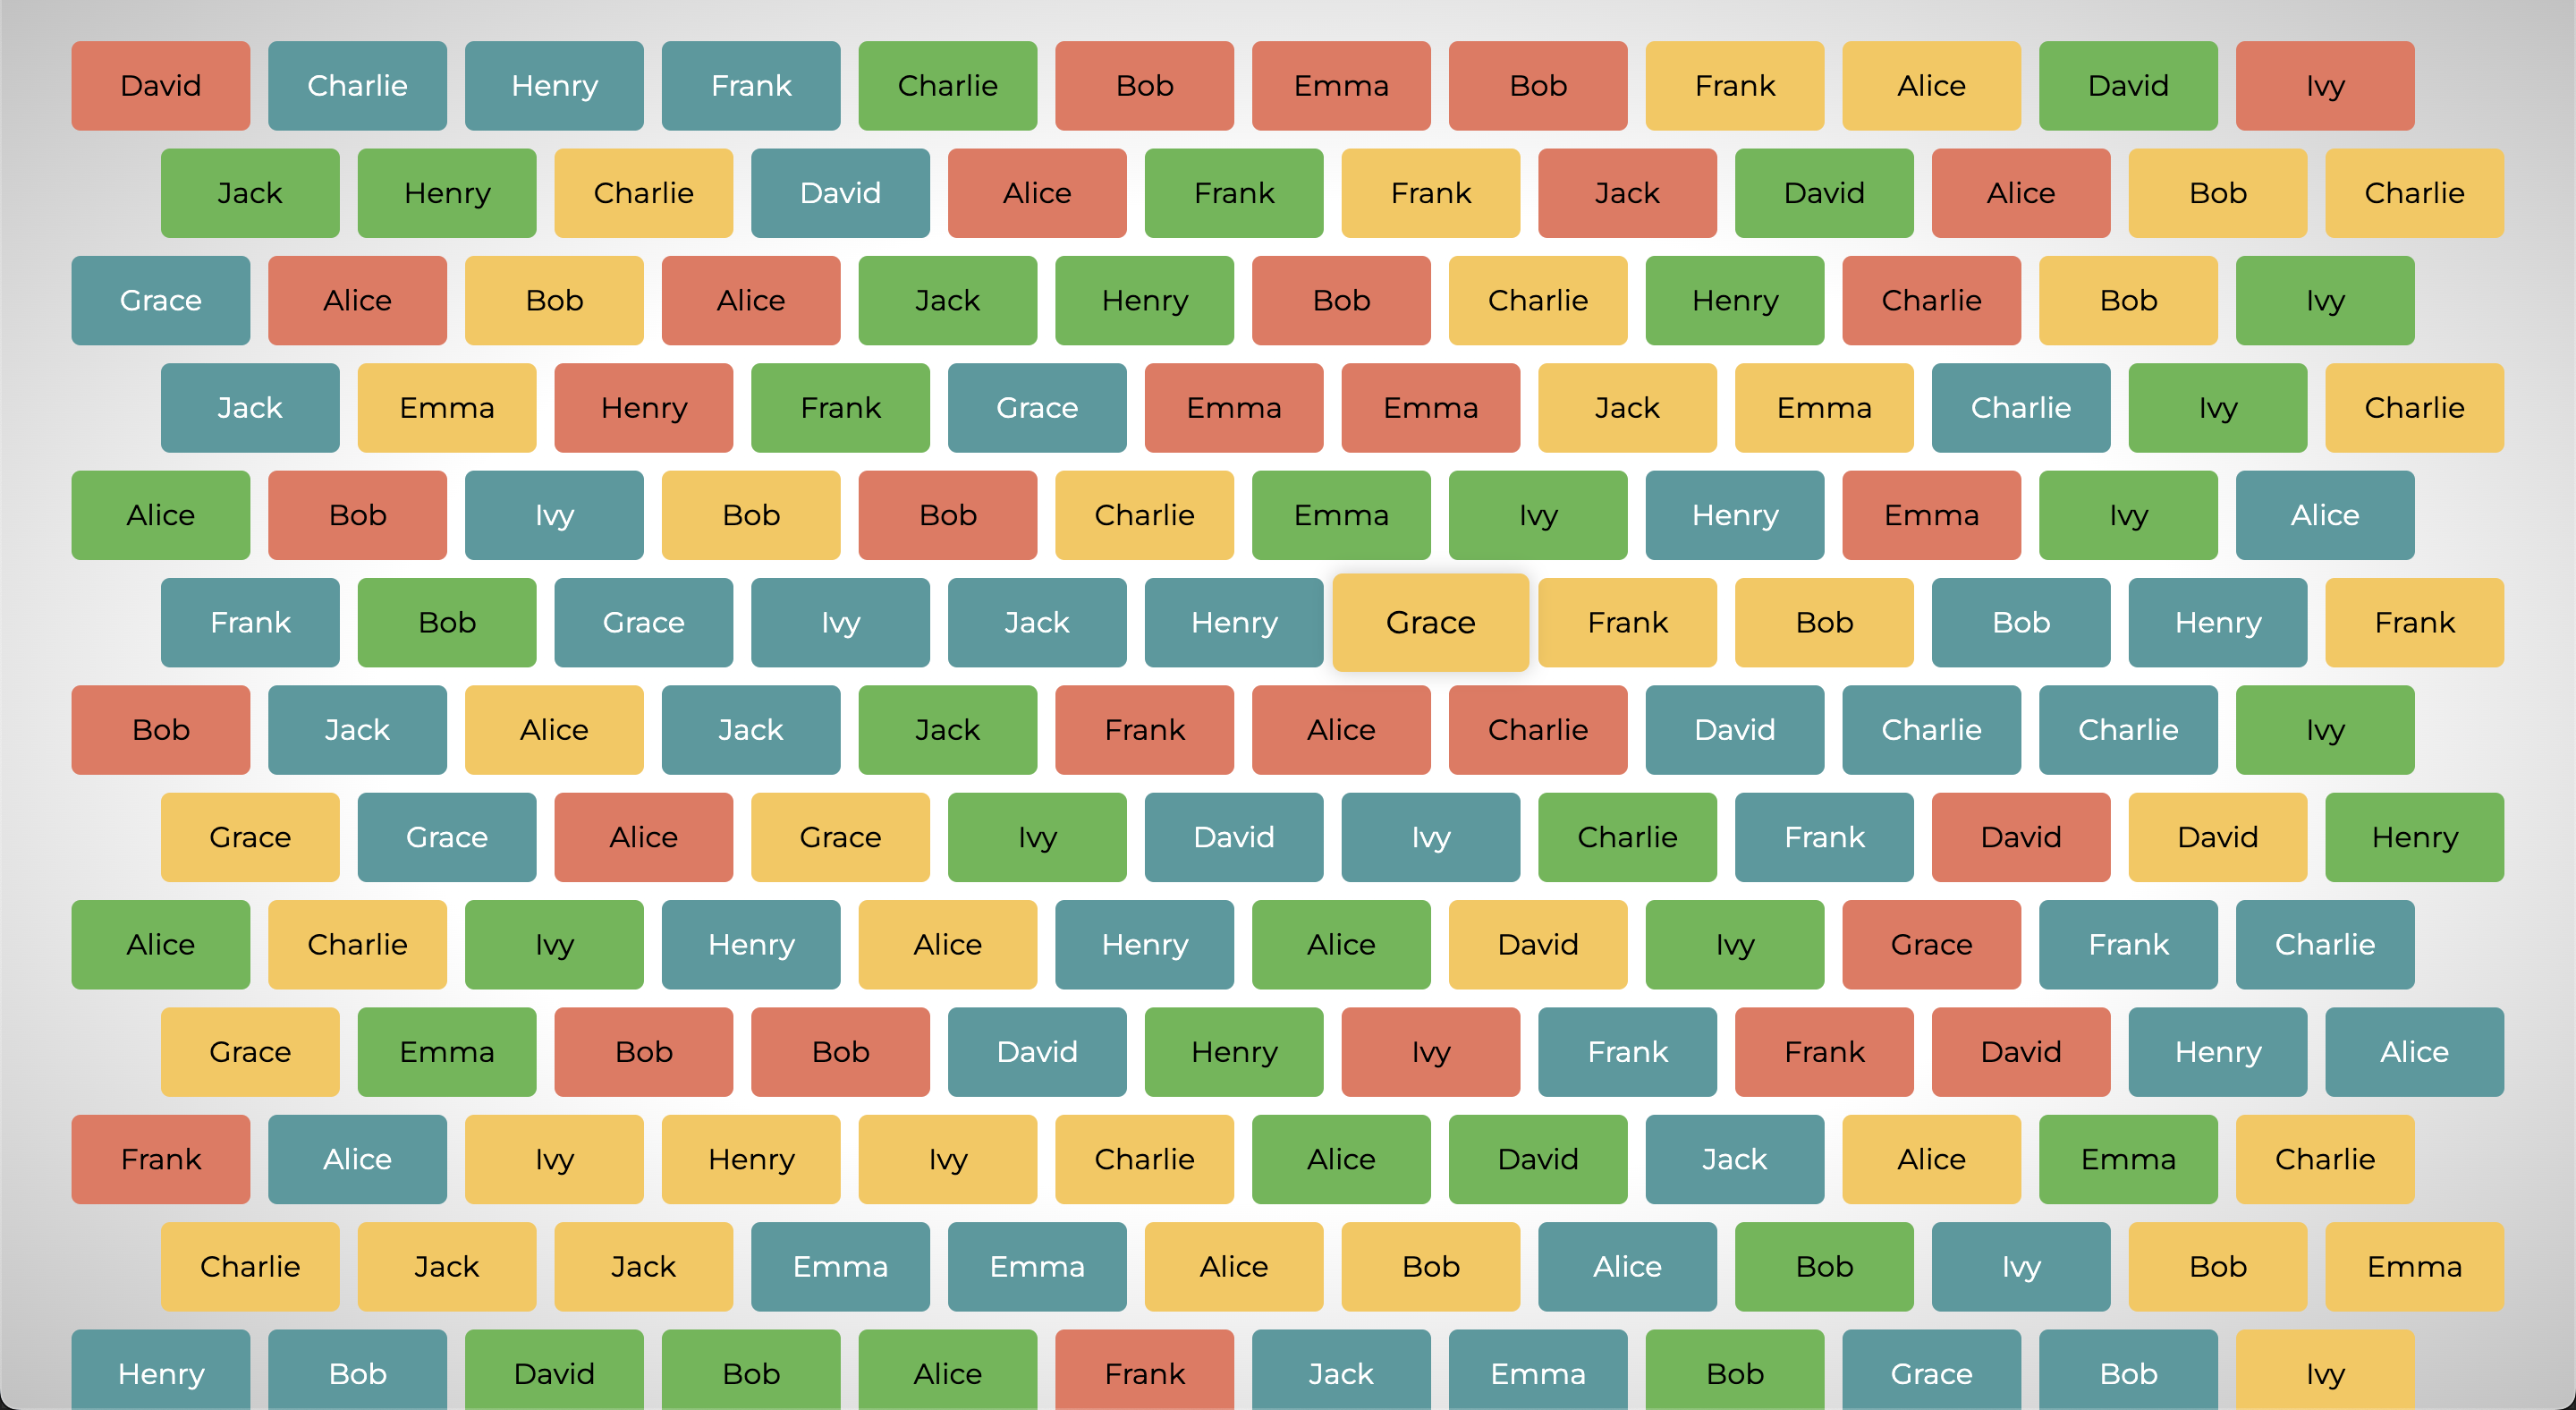 David Charlie Henry Frank Charlie Bob Emma Bob Frank Alice David Ivy
Jack Henry Charlie David Alice Frank Frank Jack David Alice Bob Charlie
Grace Alice Bob Alice Jack Henry Bob Charlie Henry Charlie Bob Ivy
Jack Emma Henry Frank Grace Emma Emma Jack Emma Charlie Ivy Charlie
Alice Bob Ivy Bob Bob Charlie Emma Ivy Henry Emma Ivy Alice
Frank Bob Grace Ivy Jack Henry Grace Frank Bob Bob Henry Frank
Bob Jack Alice Jack Jack Frank Alice Charlie David Charlie Charlie Ivy
Grace Grace Alice Grace Ivy David Ivy Charlie Frank David David Henry
Alice Charlie Ivy Henry Alice Henry Alice David Ivy Grace Frank Charlie
Grace Emma Bob Bob David Henry Ivy Frank Frank David Henry Alice
Frank Alice Ivy Henry Ivy Charlie Alice David Jack Alice Emma Charlie
Charlie Jack Jack Emma Emma Alice Bob Alice Bob Ivy Bob Emma
Henry Bob David Bob Alice Frank Jack Emma Bob Grace Bob Ivy